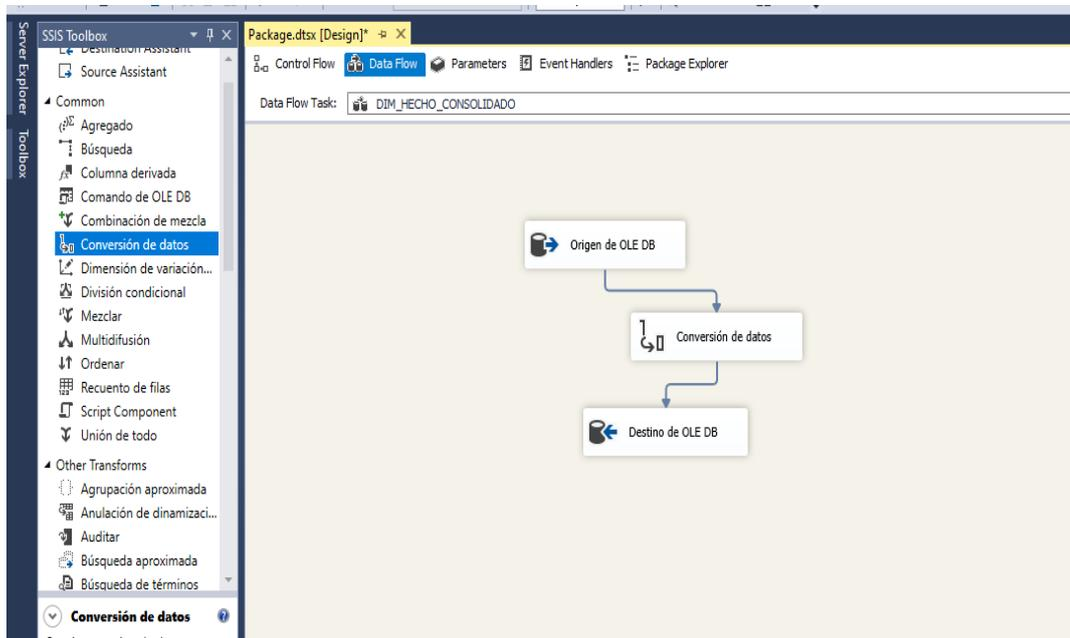 Server Explorer
Toolbox
SSIS Toolbox
Package.dtsx [Design]*
Destination Assistant
Source Assistant
Common
Agregado
Búsqueda
Columna derivada
Comando de OLE DB
Combinación de mezcla
Conversión de datos
Dimensión de variación...
División condicional
Mezclar
Multidifusión
Ordenar
Recuento de filas
Script Component
Unión de todo
Other Transforms
Agrupación aproximada
Anulación de dinamizaci...
Auditar
Búsqueda aproximada
Búsqueda de términos
Conversión de datos
Control Flow
Data Flow
Parameters
Event Handlers
Package Explorer
Data Flow Task:
DIM_HECHO_CONSOLIDADO
Origen de OLE DB
Conversión de datos
Destino de OLE DB